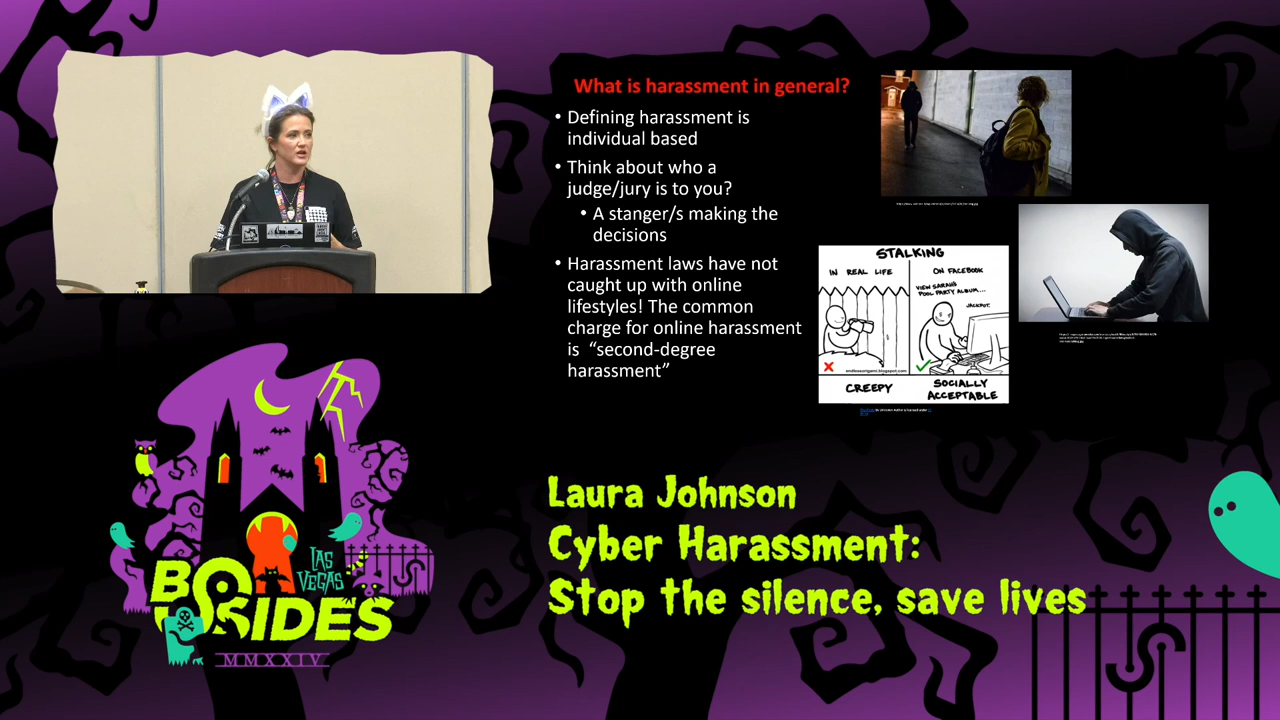 What is harassment in general?
• Defining harassment is
individual based
• Think about who a
judge/jury is to you?
• A stanger/s making the
decisions
• Harassment laws have not
caught up with online
lifestyles! The common
charge for online harassment
is “second-degree
harassment”
STALKING
IN REAL LIFE
ON FACEBOOK
VIEW SARAH'S
POOL PARTY ALBUM...
JACKPOT.
endlessorigami.blogspot.com
CREEPY
SOCIALLY
ACCEPTABLE
Laura Johnson
Cyber Harassment:
Stop the silence, save lives
LAS
VEGAS
BSIDES
MMXXIV